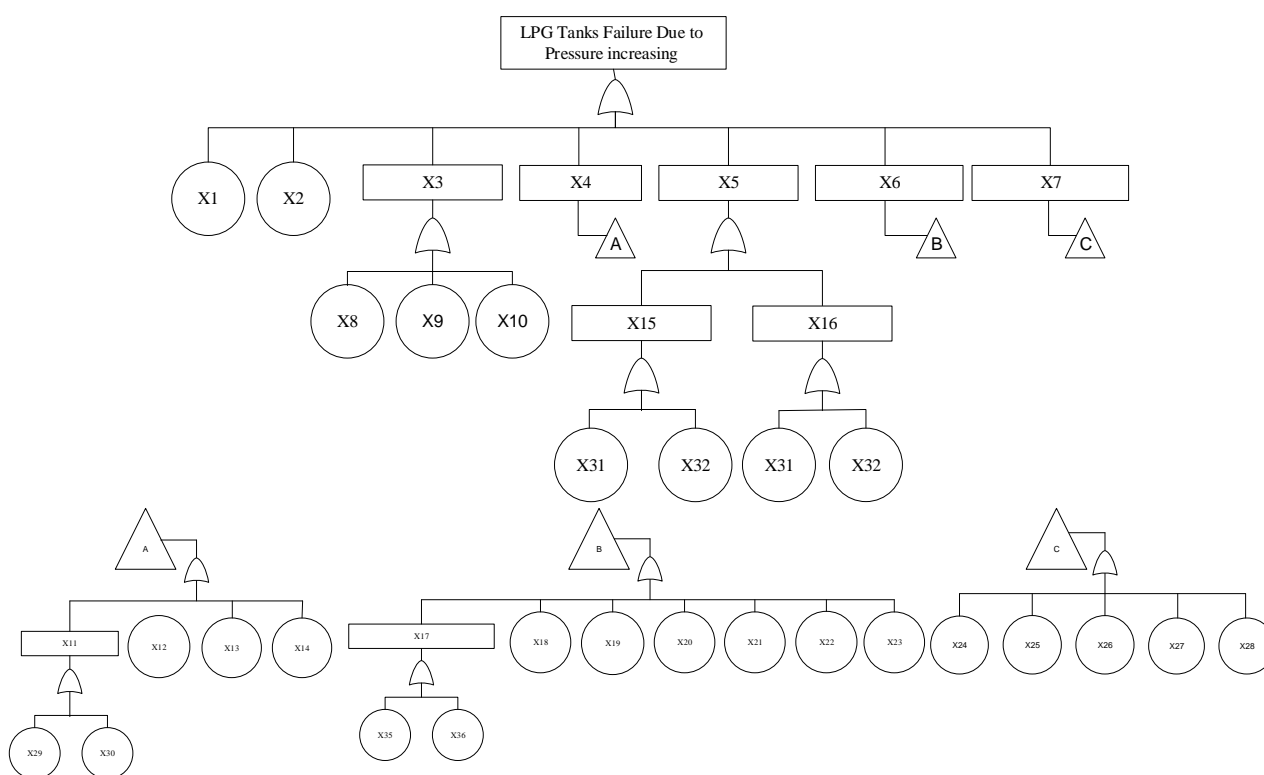 LPG Tanks Failure Due to
Pressure increasing
X1
X2
X3
X4
X5
X6
X7
A
B
C
X8
X9
X10
X15
X16
X31
X32
X31
X32
A
B
C
X11
X12
X13
X14
X17
X18
X19
X20
X21
X22
X23
X24
X25
X26
X27
X28
X29
X30
X35
X36